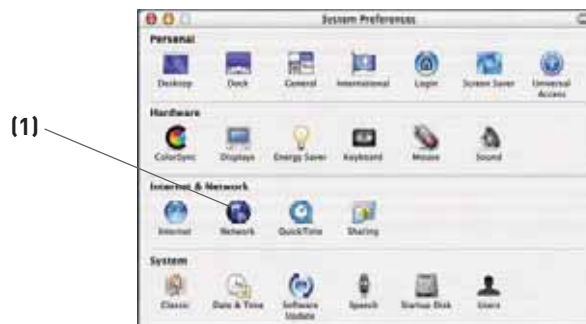 System Preferences
Personal
Desktop Dock General International Login Screen Saver Universal Access
Hardware
(1)
ColorSync Displays Energy Saver Keyboard Mouse Sound
Internet & Network
Internet Network QuickTime Sharing
System
Classic Date & Time Software Update Speech Startup Disk Users